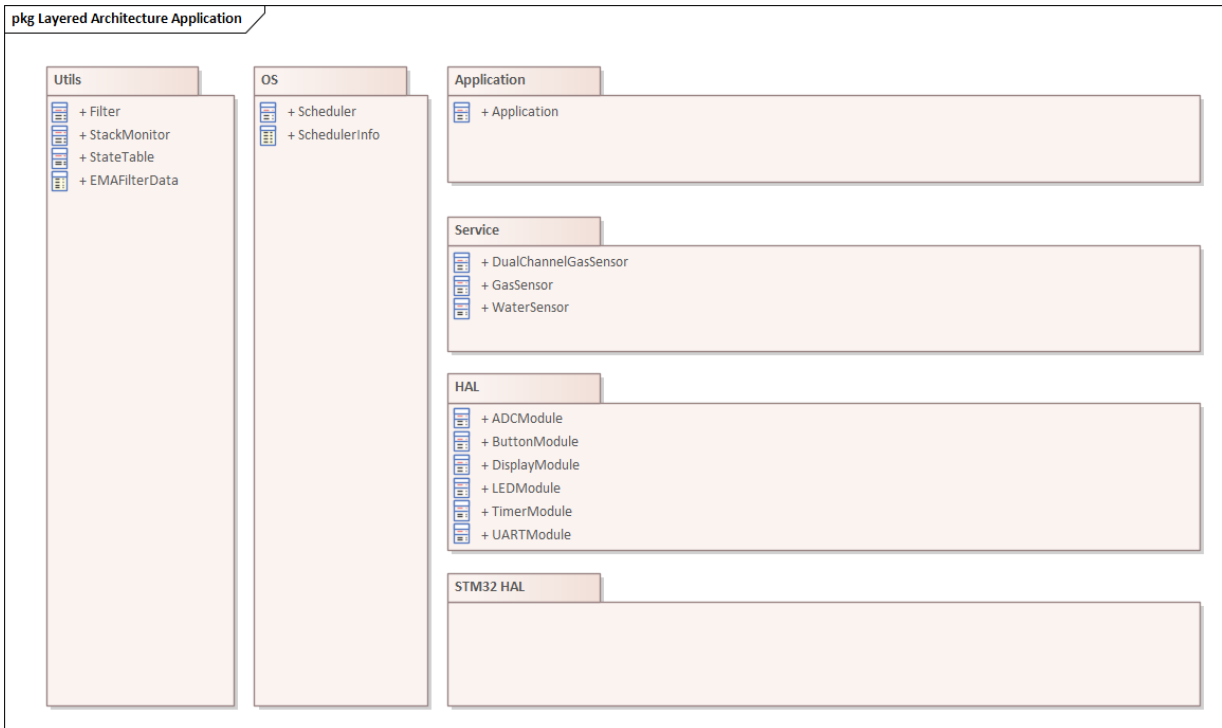 pkg Layered Architecture Application
Utils
+ Filter
+ StackMonitor
+ StateTable
+ EMAFilterData
OS
+ Scheduler
+ SchedulerInfo
Application
+ Application
Service
+ DualChannelGasSensor
+ GasSensor
+ WaterSensor
HAL
+ ADCModule
+ ButtonModule
+ DisplayModule
+ LEDModule
+ TimerModule
+ UARTModule
STM32 HAL